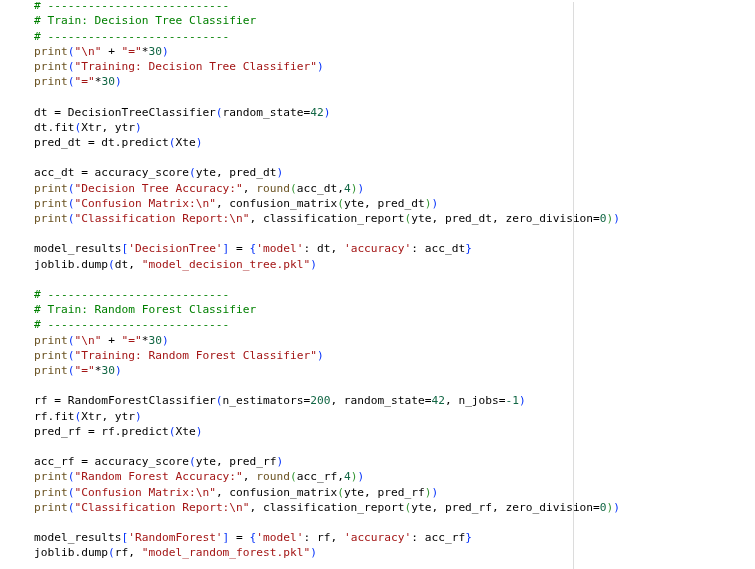 # ---------------------------
# Train: Decision Tree Classifier
# ---------------------------
print("\n" + "="*30)
print("Training: Decision Tree Classifier")
print("="*30)
dt = DecisionTreeClassifier(random_state=42)
dt.fit(Xtr, ytr)
pred_dt = dt.predict(Xte)
acc_dt = accuracy_score(yte, pred_dt)
print("Decision Tree Accuracy:", round(acc_dt,4))
print("Confusion Matrix:\n", confusion_matrix(yte, pred_dt))
print("Classification Report:\n", classification_report(yte, pred_dt, zero_division=0))
model_results['DecisionTree'] = {'model': dt, 'accuracy': acc_dt}
joblib.dump(dt, "model_decision_tree.pkl")
# ---------------------------
# Train: Random Forest Classifier
# ---------------------------
print("\n" + "="*30)
print("Training: Random Forest Classifier")
print("="*30)
rf = RandomForestClassifier(n_estimators=200, random_state=42, n_jobs=-1)
rf.fit(Xtr, ytr)
pred_rf = rf.predict(Xte)
acc_rf = accuracy_score(yte, pred_rf)
print("Random Forest Accuracy:", round(acc_rf,4))
print("Confusion Matrix:\n", confusion_matrix(yte, pred_rf))
print("Classification Report:\n", classification_report(yte, pred_rf, zero_division=0))
model_results['RandomForest'] = {'model': rf, 'accuracy': acc_rf}
joblib.dump(rf, "model_random_forest.pkl")